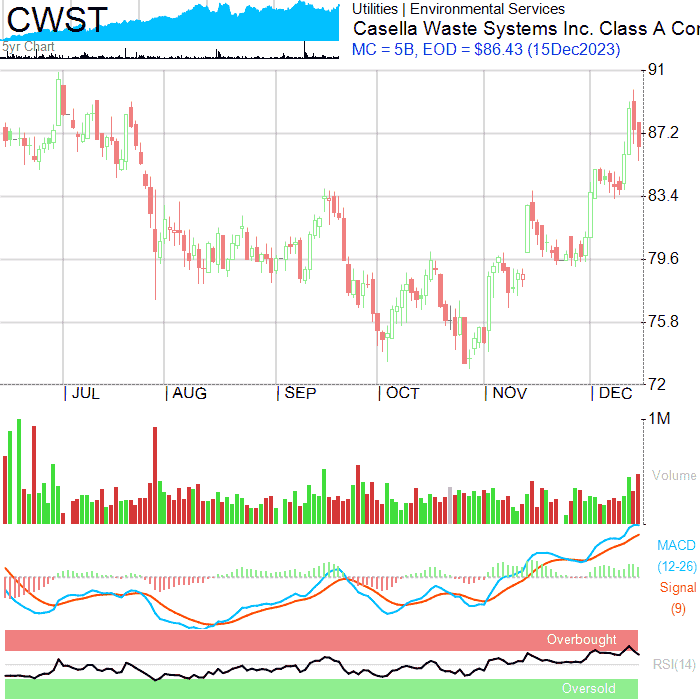 CWST
5yr Chart
Utilities | Environmental Services
Casella Waste Systems Inc. Class A Cor
MC = 5B, EOD = $86.43 (15Dec2023)
91
87.2
83.4
79.6
75.8
72
| JUL | AUG | SEP | OCT | NOV | DEC
1M
Volume
MACD
(12-26)
Signal
(9)
Overbought
RSI(14)
Oversold